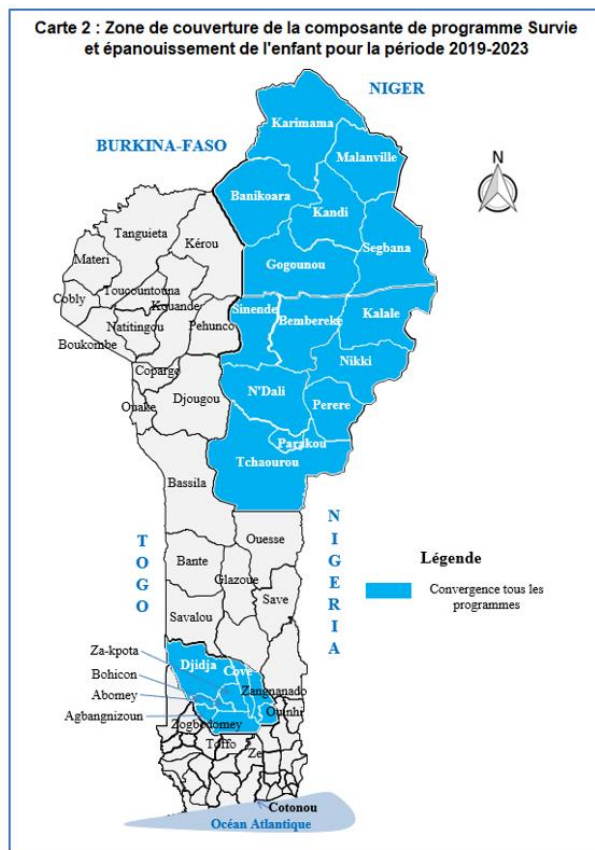 Carte 2 : Zone de couverture de la composante de programme Survie
et épanouissement de l'enfant pour la période 2019-2023
NIGER
BURKINA-FASO
N
Karimama
Malanville
Banikoara
Kandi
Segbana
Gogounou
Tanguieta
Kérou
Materi
Toucountouna
Cobly
Kouande
Natitingou
Pehunco
Boukombe
Sinende
Bembereke
Kalale
Nikki
Copargo
Djougou
Ouake
N'Dali
Perere
Parakou
Tchaourou
Bassila
Ouesse
TOGO
NIGERIA
Bante
Glazoue
Save
Savalou
Légende
Convergence tous les
programmes
Za-kpota
Bohicon
Abomey
Agbangnizoun
Djidja
Cove
Zangnanado
Ouinhi
Zogbedomey
Toffo
Ze
Cotonou
Océan Atlantique